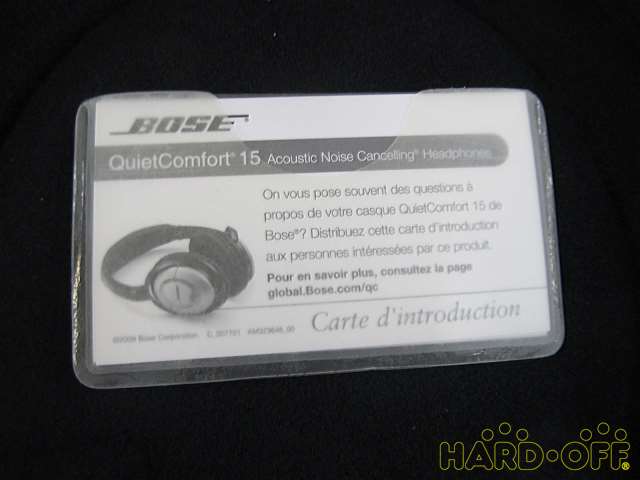 BOSE
QuietComfort® 15 Acoustic Noise Cancelling® Headphones
On vous pose souvent des questions à
propos de votre casque QuietComfort 15 de
Bose®? Distribuez cette carte d'introduction
aux personnes intéressées par ce produit.
Pour en savoir plus, consultez la page
global.Bose.com/qc
©2009 Bose Corporation
Carte d'introduction
HARD-OFF